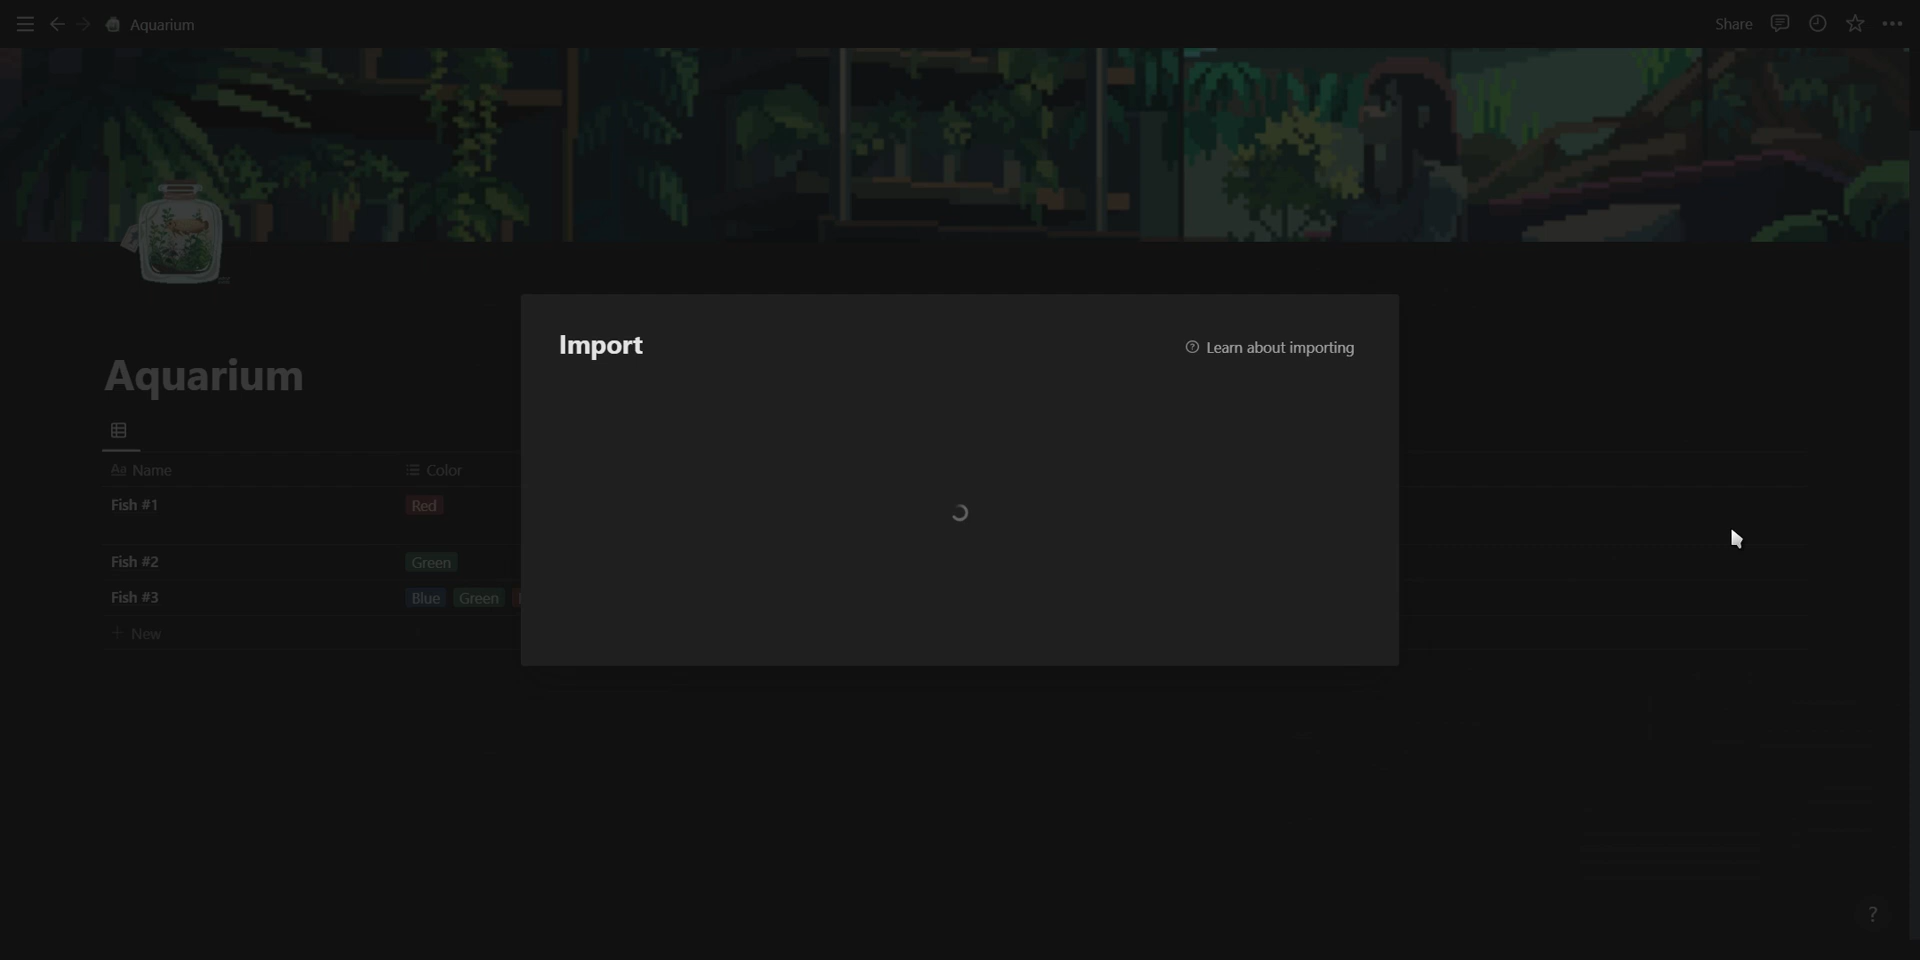 Aquarium
Share
Import
Learn about importing
Aquarium
Aa Name
Color
Fish #1
Red
Fish #2
Green
Fish #3
Blue Green
+ New
?